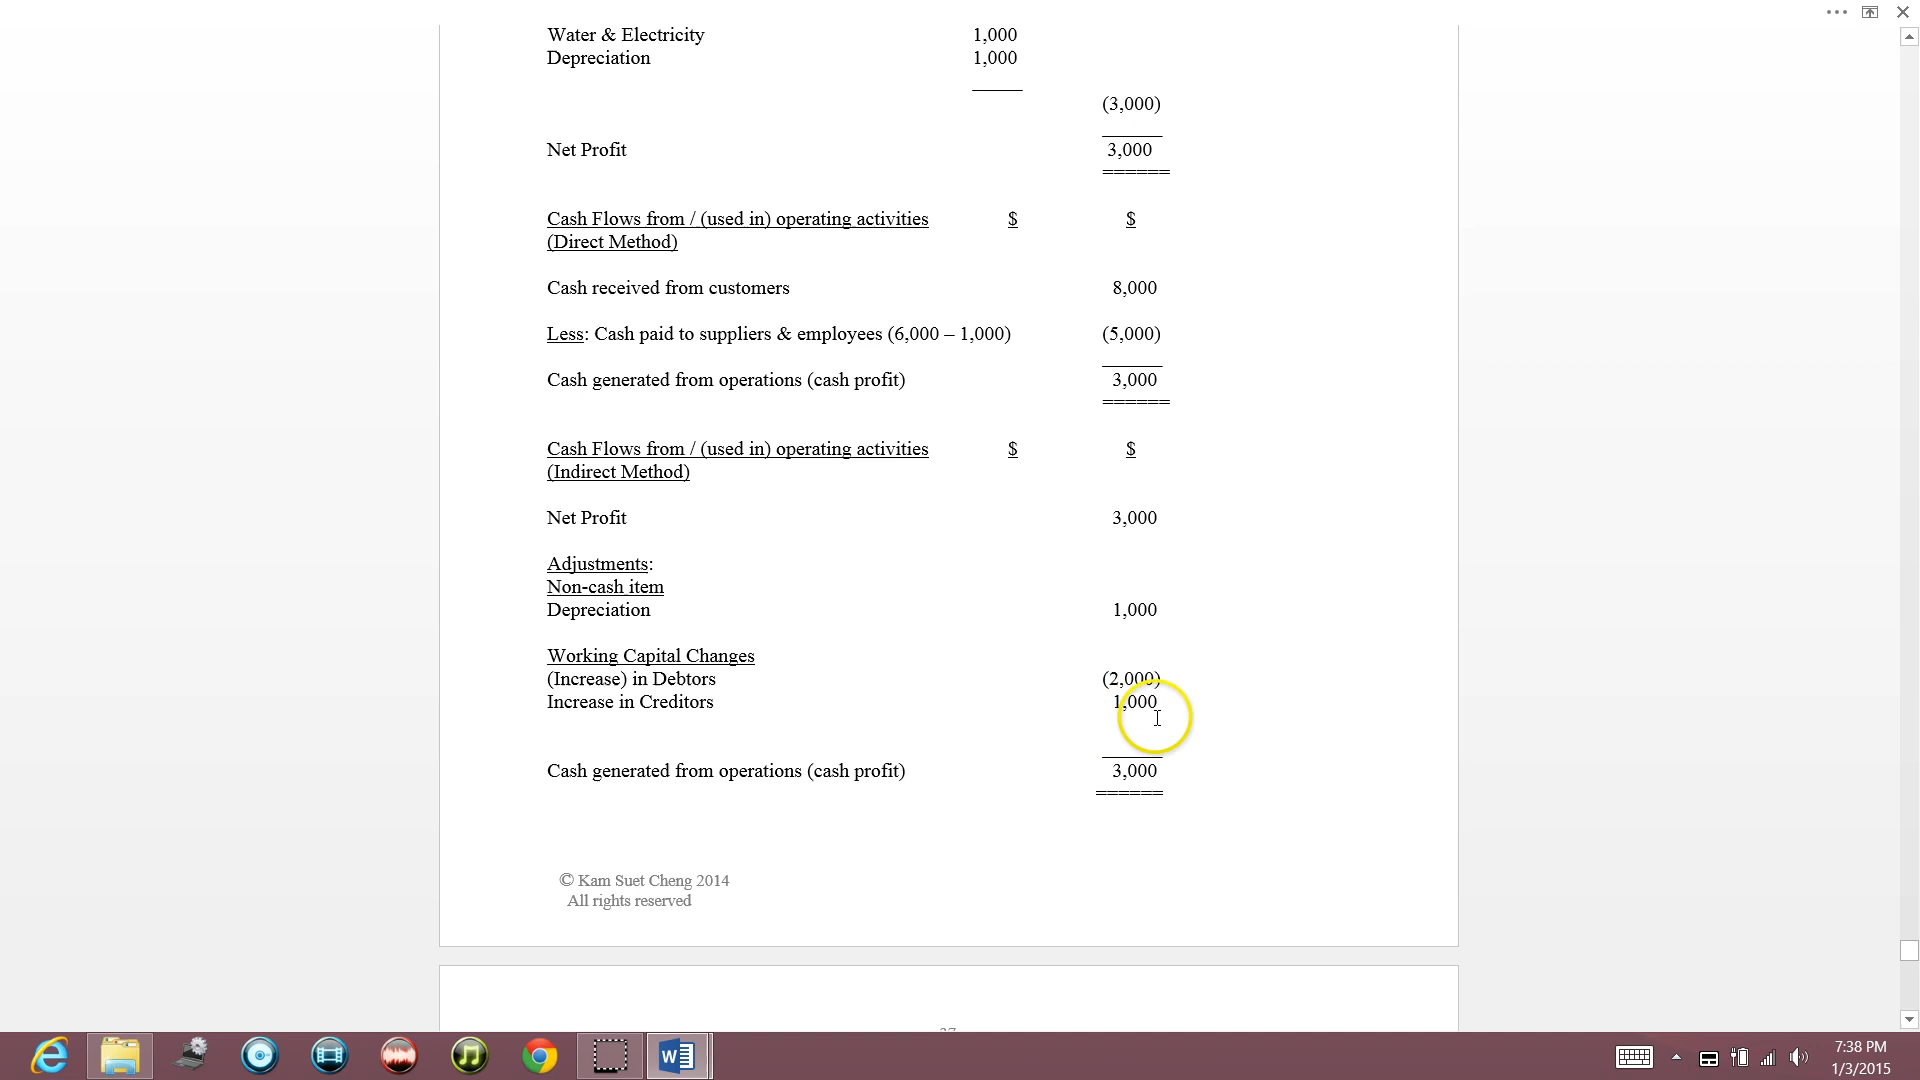 Water & Electricity 1,000
Depreciation 1,000
(3,000)
Net Profit 3,000
======
Cash Flows from / (used in) operating activities $ $
(Direct Method)
Cash received from customers 8,000
Less: Cash paid to suppliers & employees (6,000 – 1,000) (5,000)
Cash generated from operations (cash profit) 3,000
======
Cash Flows from / (used in) operating activities $ $
(Indirect Method)
Net Profit 3,000
Adjustments:
Non-cash item
Depreciation 1,000
Working Capital Changes
(Increase) in Debtors (2,000)
Increase in Creditors 1,000
Cash generated from operations (cash profit) 3,000
======
© Kam Suet Cheng 2014
All rights reserved
7:38 PM
1/3/2015